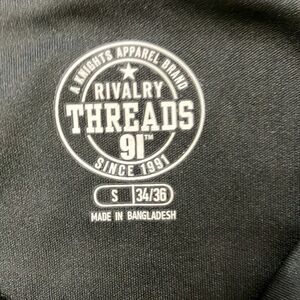 A KNIGHTS APPAREL BRAND
RIVALRY
THREADS
91™
SINCE 1991
S 34/36
MADE IN BANGLADESH